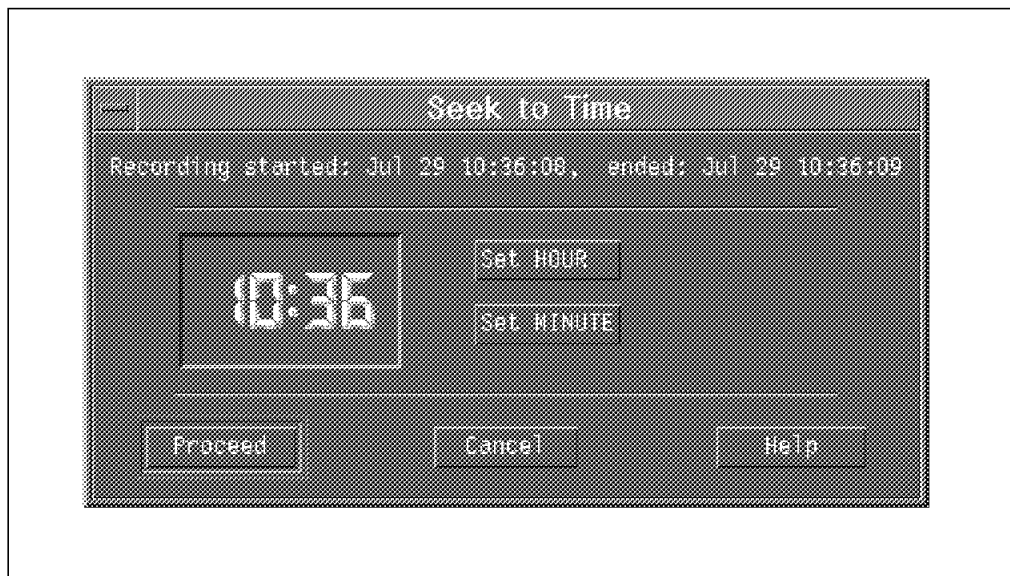 Seek to Time
Recording started: Jul 29 10:36:08, ended: Jul 29 10:36:09
10:36
Set HOUR
Set MINUTE
Proceed Cancel Help